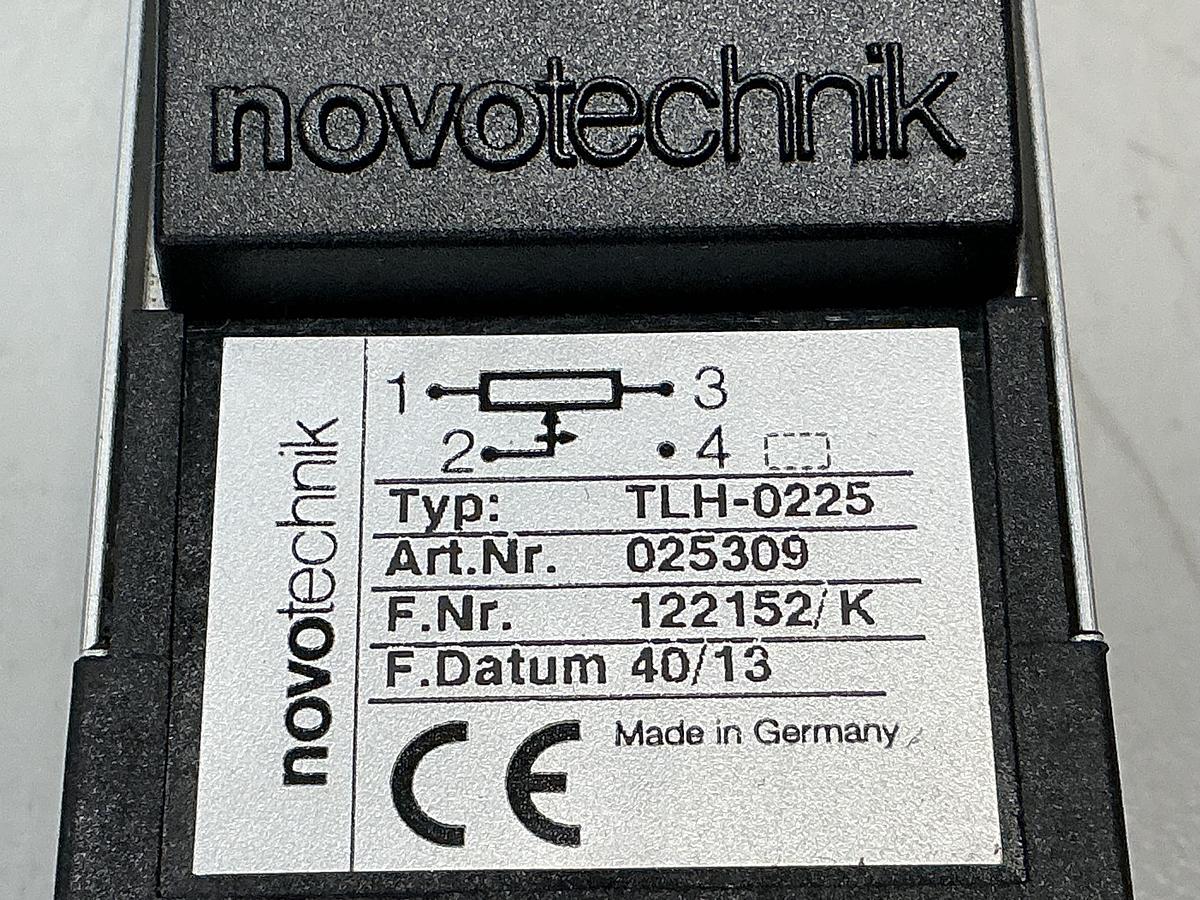 novotechnik
novotechnik
1 3
2 4
Typ: TLH-0225
Art.Nr. 025309
F.Nr. 122152/K
F.Datum 40/13
CE Made in Germany